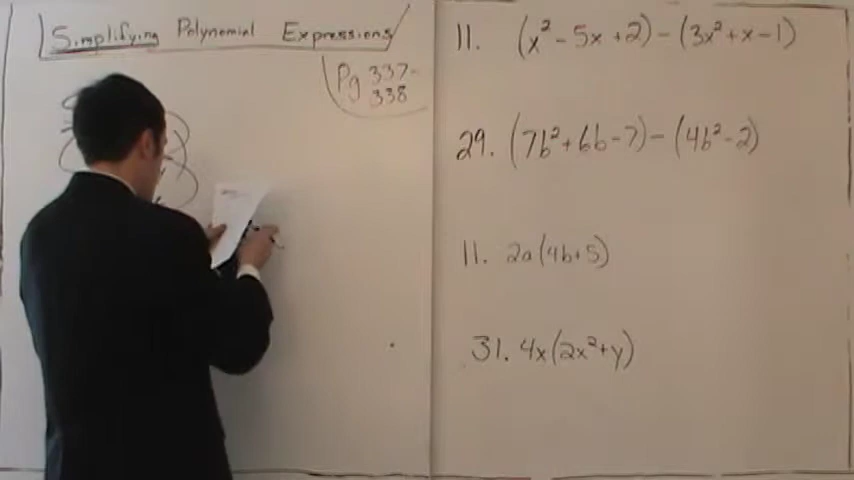 Simplifying Polynomial Expressions
Pg 337-
338
11. (x² - 5x + 2) - (3x² + x - 1)
29. (7b² + 6b - 7) - (4b² - 2)
11. 2a(4b+5)
31. 4x(2x²+y)